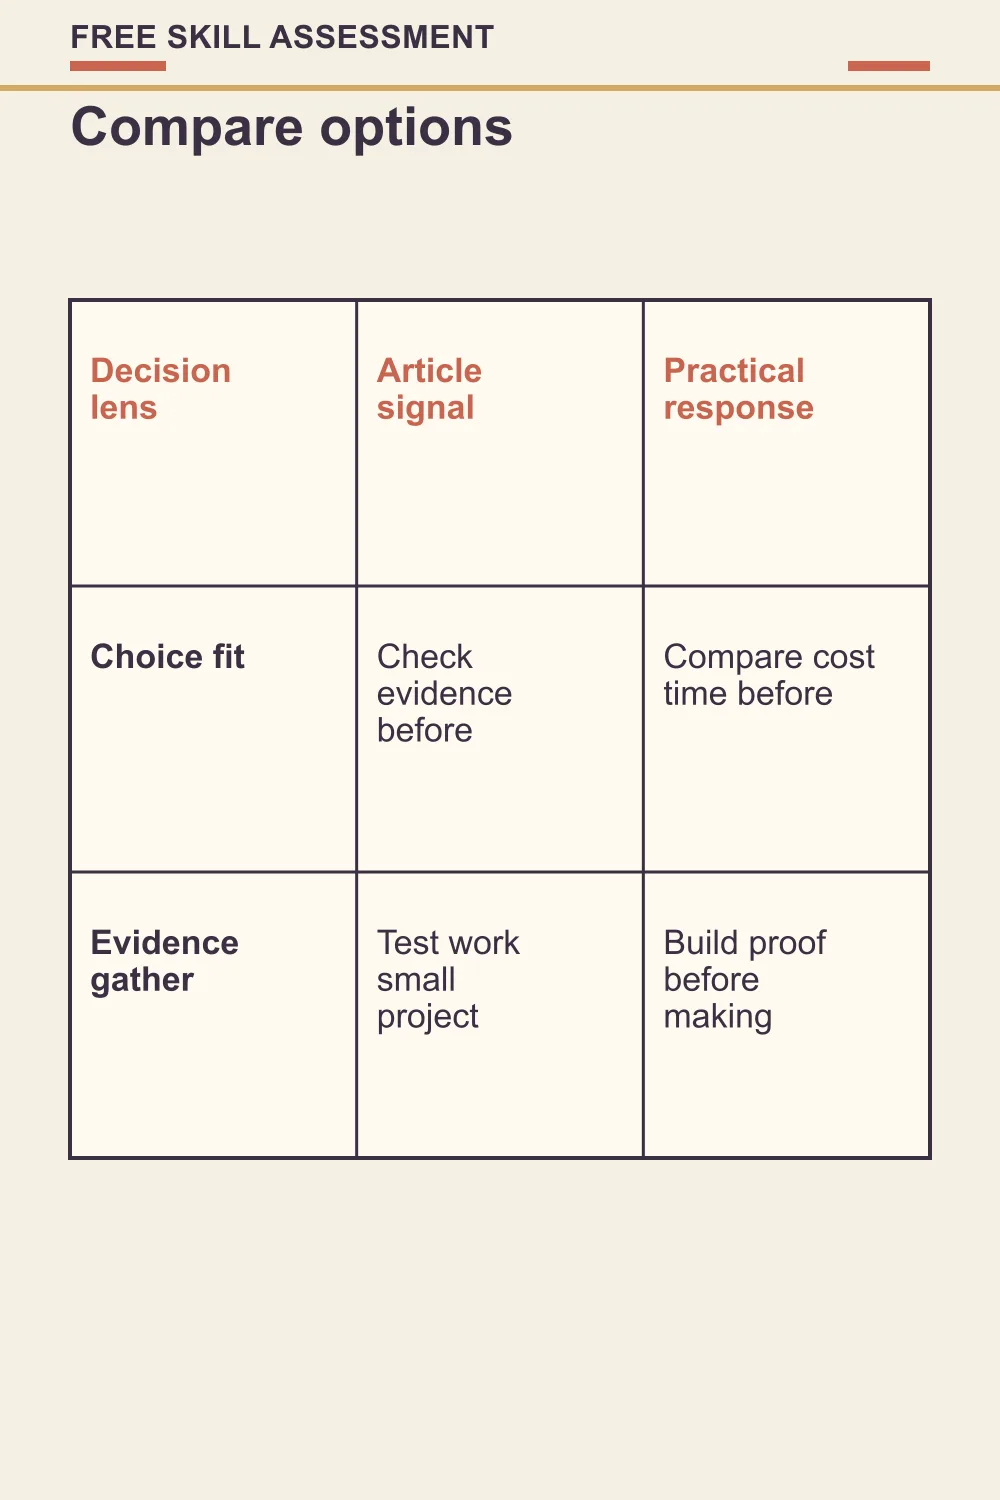 FREE SKILL ASSESSMENT
Compare options
Decision
lens
Article
signal
Practical
response
Choice fit
Check
evidence
before
Compare cost
time before
Evidence
gather
Test work
small
project
Build proof
before
making